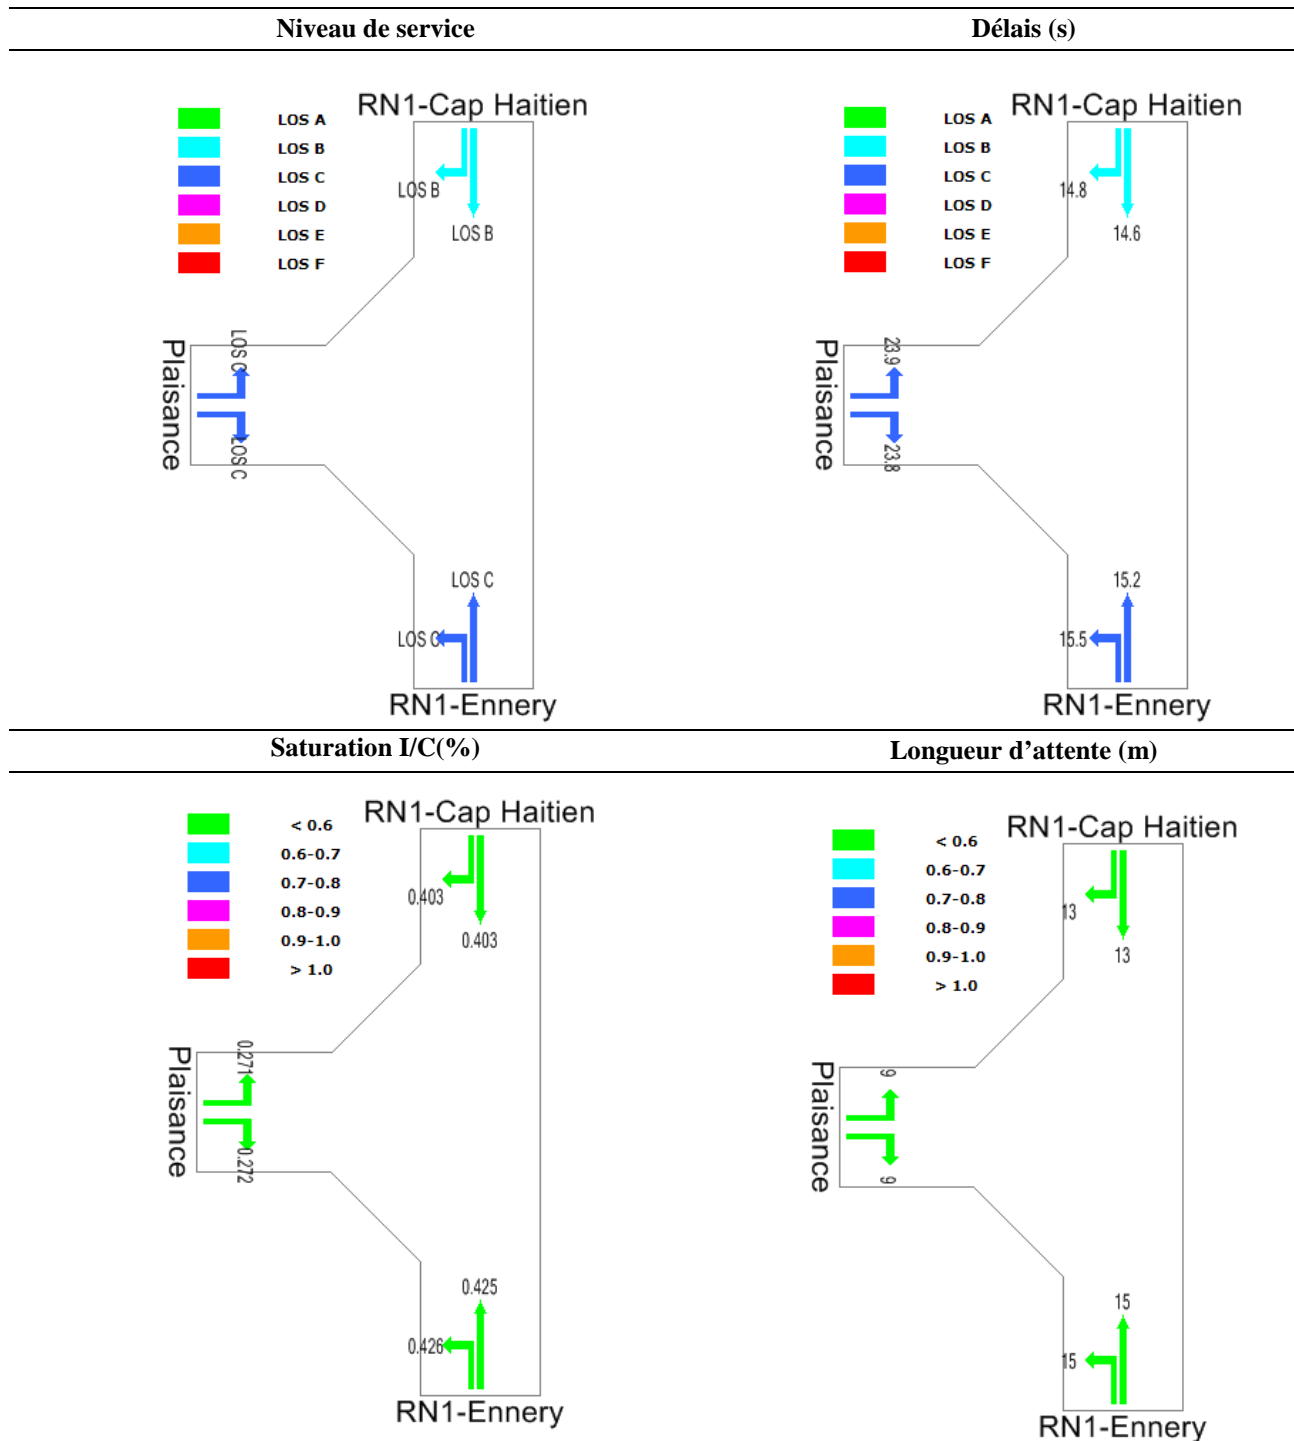 Niveau de service
Délais (s)
RN1-Cap Haitien
LOS A
LOS B
LOS C
LOS D
LOS E
LOS F
LOS B
LOS B
Plaisance
LOS C
LOS C
LOS C
LOS C
RN1-Ennery
RN1-Cap Haitien
LOS A
LOS B
LOS C
LOS D
LOS E
LOS F
14.8
14.6
Plaisance
23.9
23.8
15.2
15.5
RN1-Ennery
Saturation I/C(%)
Longueur d'attente (m)
RN1-Cap Haitien
< 0.6
0.6-0.7
0.7-0.8
0.8-0.9
0.9-1.0
> 1.0
0.403
0.403
Plaisance
0.271
0.272
0.425
0.426
RN1-Ennery
RN1-Cap Haitien
< 0.6
0.6-0.7
0.7-0.8
0.8-0.9
0.9-1.0
> 1.0
13
13
Plaisance
9
9
15
15
RN1-Ennery